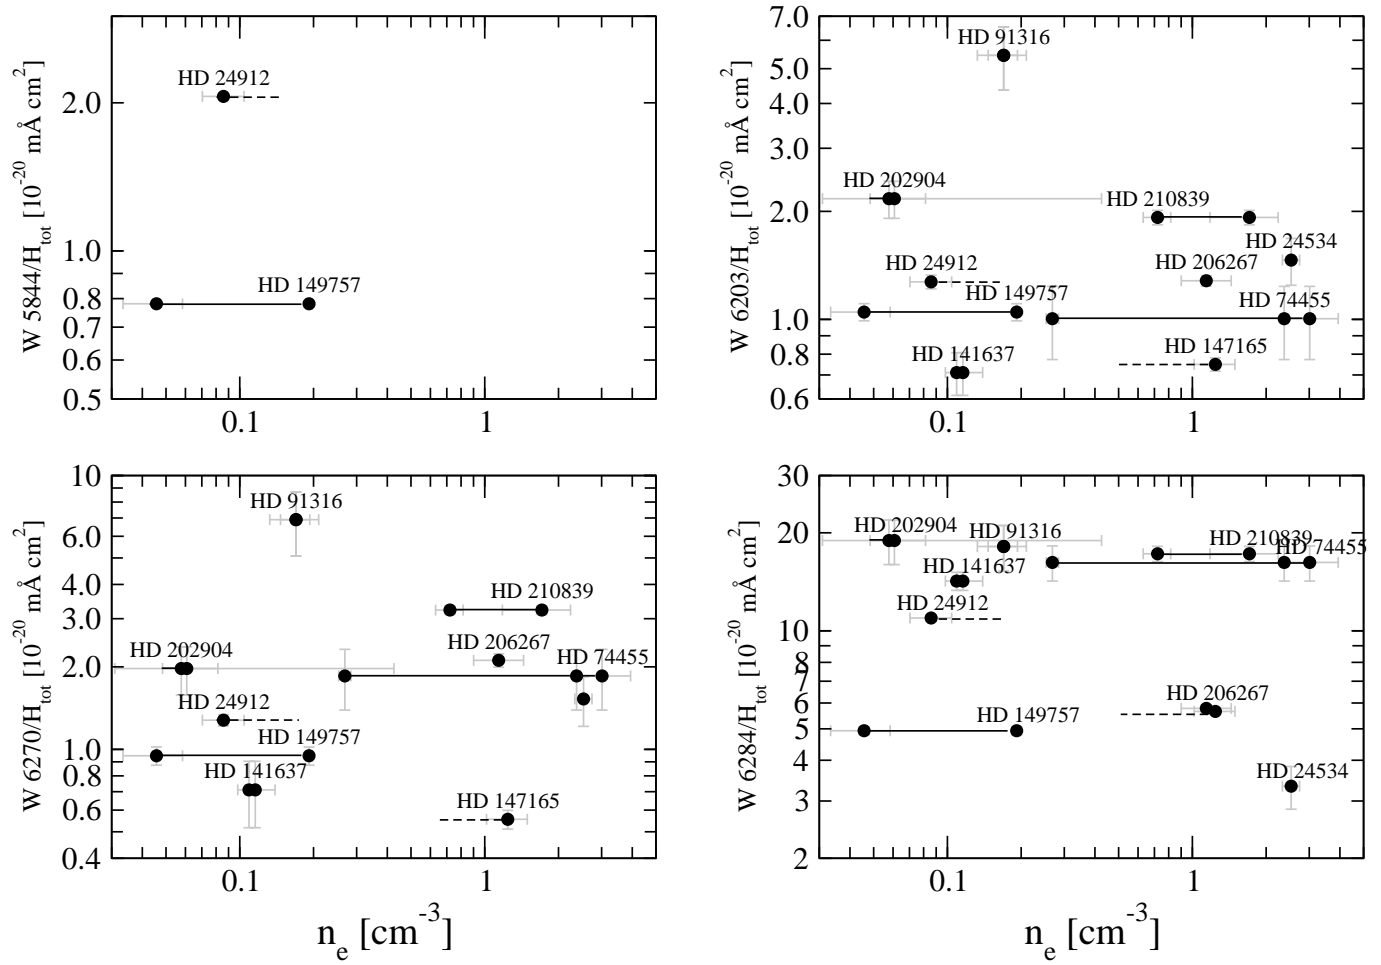 W 5844/H_tot [10^-20 mÅ cm^2]
2.0
1.0
0.8
0.7
0.6
0.5
HD 24912
HD 149757
0.1
1
W 6203/H_tot [10^-20 mÅ cm^2]
7.0
5.0
4.0
3.0
2.0
1.0
0.8
0.6
HD 91316
HD 202904
HD 210839
HD 24534
HD 24912
HD 206267
HD 149757
HD 74455
HD 141637
HD 147165
0.1
1
W 6270/H_tot [10^-20 mÅ cm^2]
10
6.0
4.0
3.0
2.0
1.0
0.8
0.6
0.4
HD 91316
HD 210839
HD 202904
HD 206267
HD 74455
HD 24912
HD 149757
HD 141637
HD 147165
0.1
1
n_e [cm^-3]
W 6284/H_tot [10^-20 mÅ cm^2]
30
20
10
8
7
6
5
4
3
2
HD 202904
HD 91316
HD 210839
HD 74455
HD 141637
HD 24912
HD 206267
HD 149757
HD 24534
0.1
1
n_e [cm^-3]